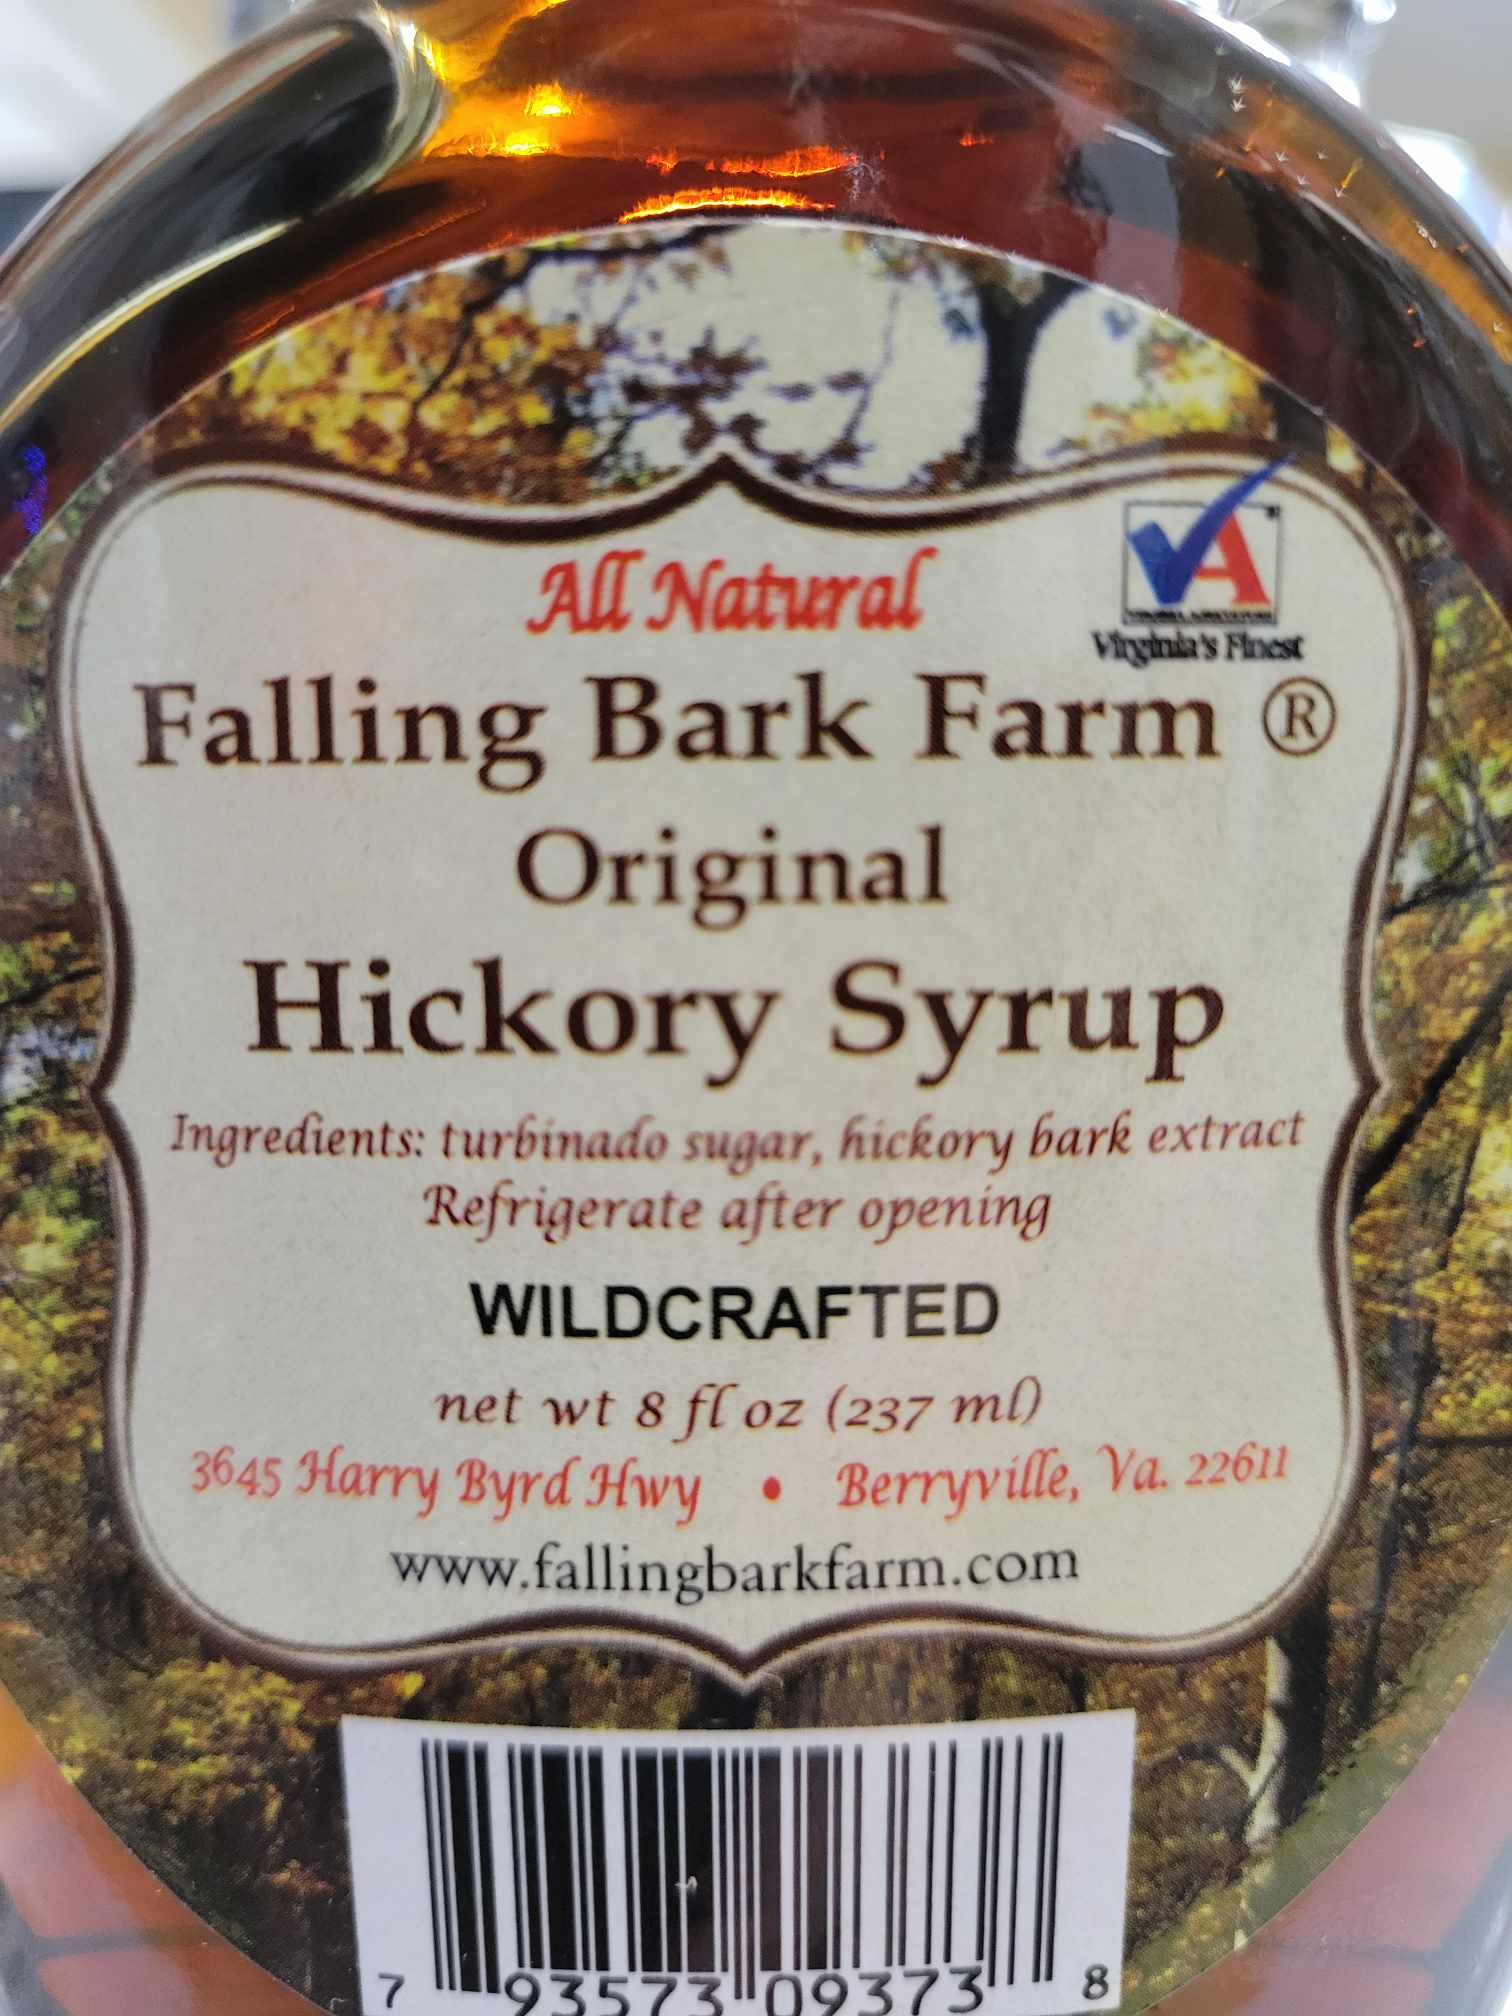 All Natural
VA
Virginia's Finest
Falling Bark Farm ®
Original
Hickory Syrup
Ingredients: turbinado sugar, hickory bark extract
Refrigerate after opening
WILDCRAFTED
net wt 8 fl oz (237 ml)
3645 Harry Byrd Hwy • Berryville, Va. 22611
www.fallingbarkfarm.com
7 93573 09373 8